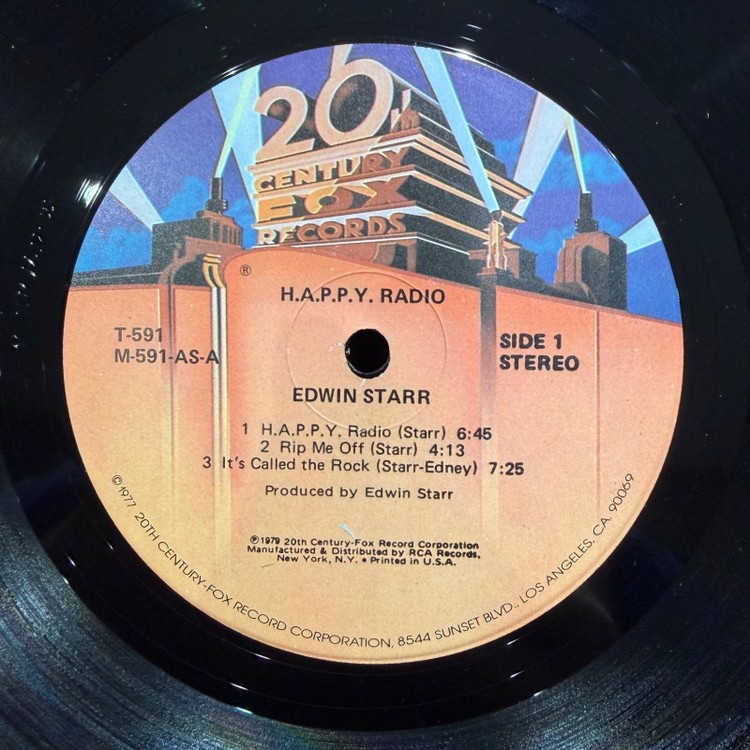 20th
CENTURY
FOX
RECORDS
®
H.A.P.P.Y. RADIO
T-591
M-591-AS-A
SIDE 1
STEREO
EDWIN STARR
1 H.A.P.P.Y. Radio (Starr) 6:45
2 Rip Me Off (Starr) 4:13
3 It's Called the Rock (Starr-Edney) 7:25
Produced by Edwin Starr
℗1979 20th Century-Fox Record Corporation
Manufactured & Distributed by RCA Records,
New York, N.Y. • Printed in U.S.A.
©1977 20TH CENTURY-FOX RECORD CORPORATION, 8544 SUNSET BLVD., LOS ANGELES, CA. 90069